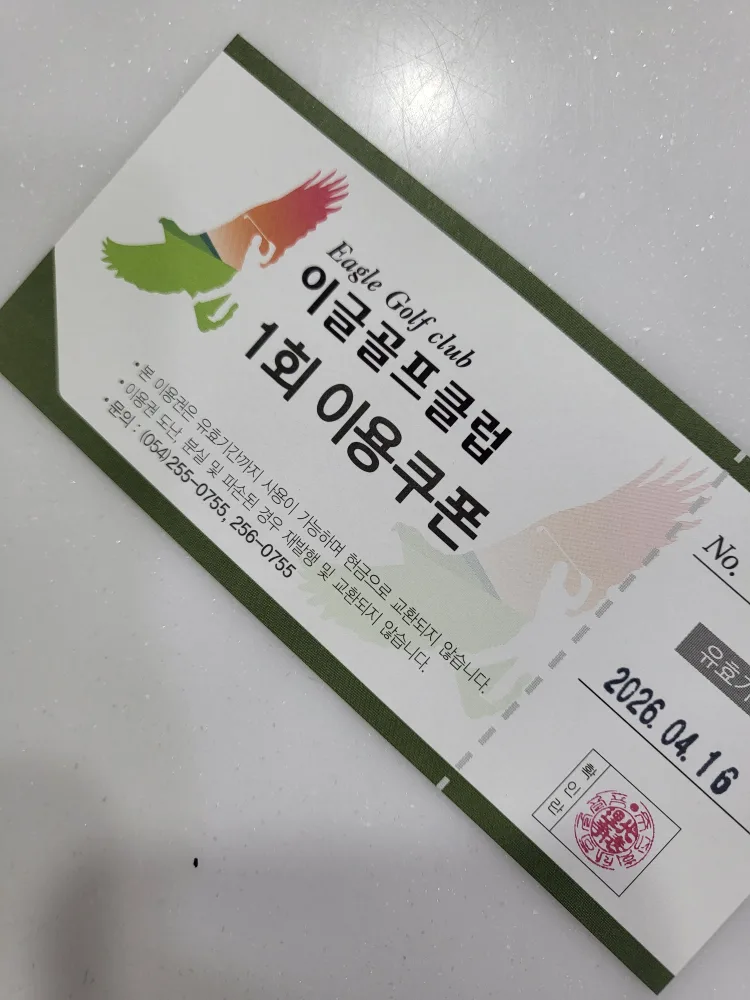 Eagle Golf club
이글골프클럽
1회 이용쿠폰
• 본 이용권은 유효기간까지 사용이 가능하며 현금으로 교환되지 않습니다.
• 이용권 도난, 분실 및 파손된 경우 재발행 및 교환되지 않습니다.
• 문의 : (054)255-0755, 256-0755
No.
유효기
2026. 04. 16
확인란